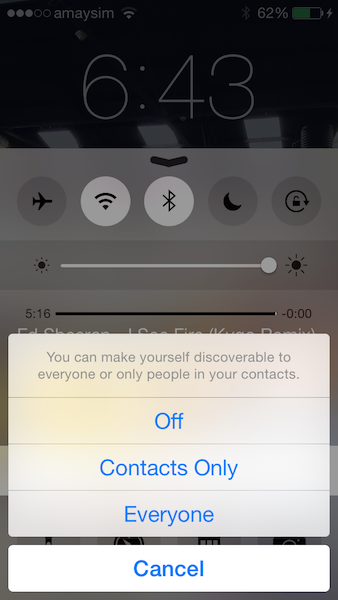 amaysim 62%
6:43
5:16 -0:00
Ed Sheeran - I See Fire (Kygo Remix)
You can make yourself discoverable to
everyone or only people in your contacts.
Off
Contacts Only
Everyone
Cancel